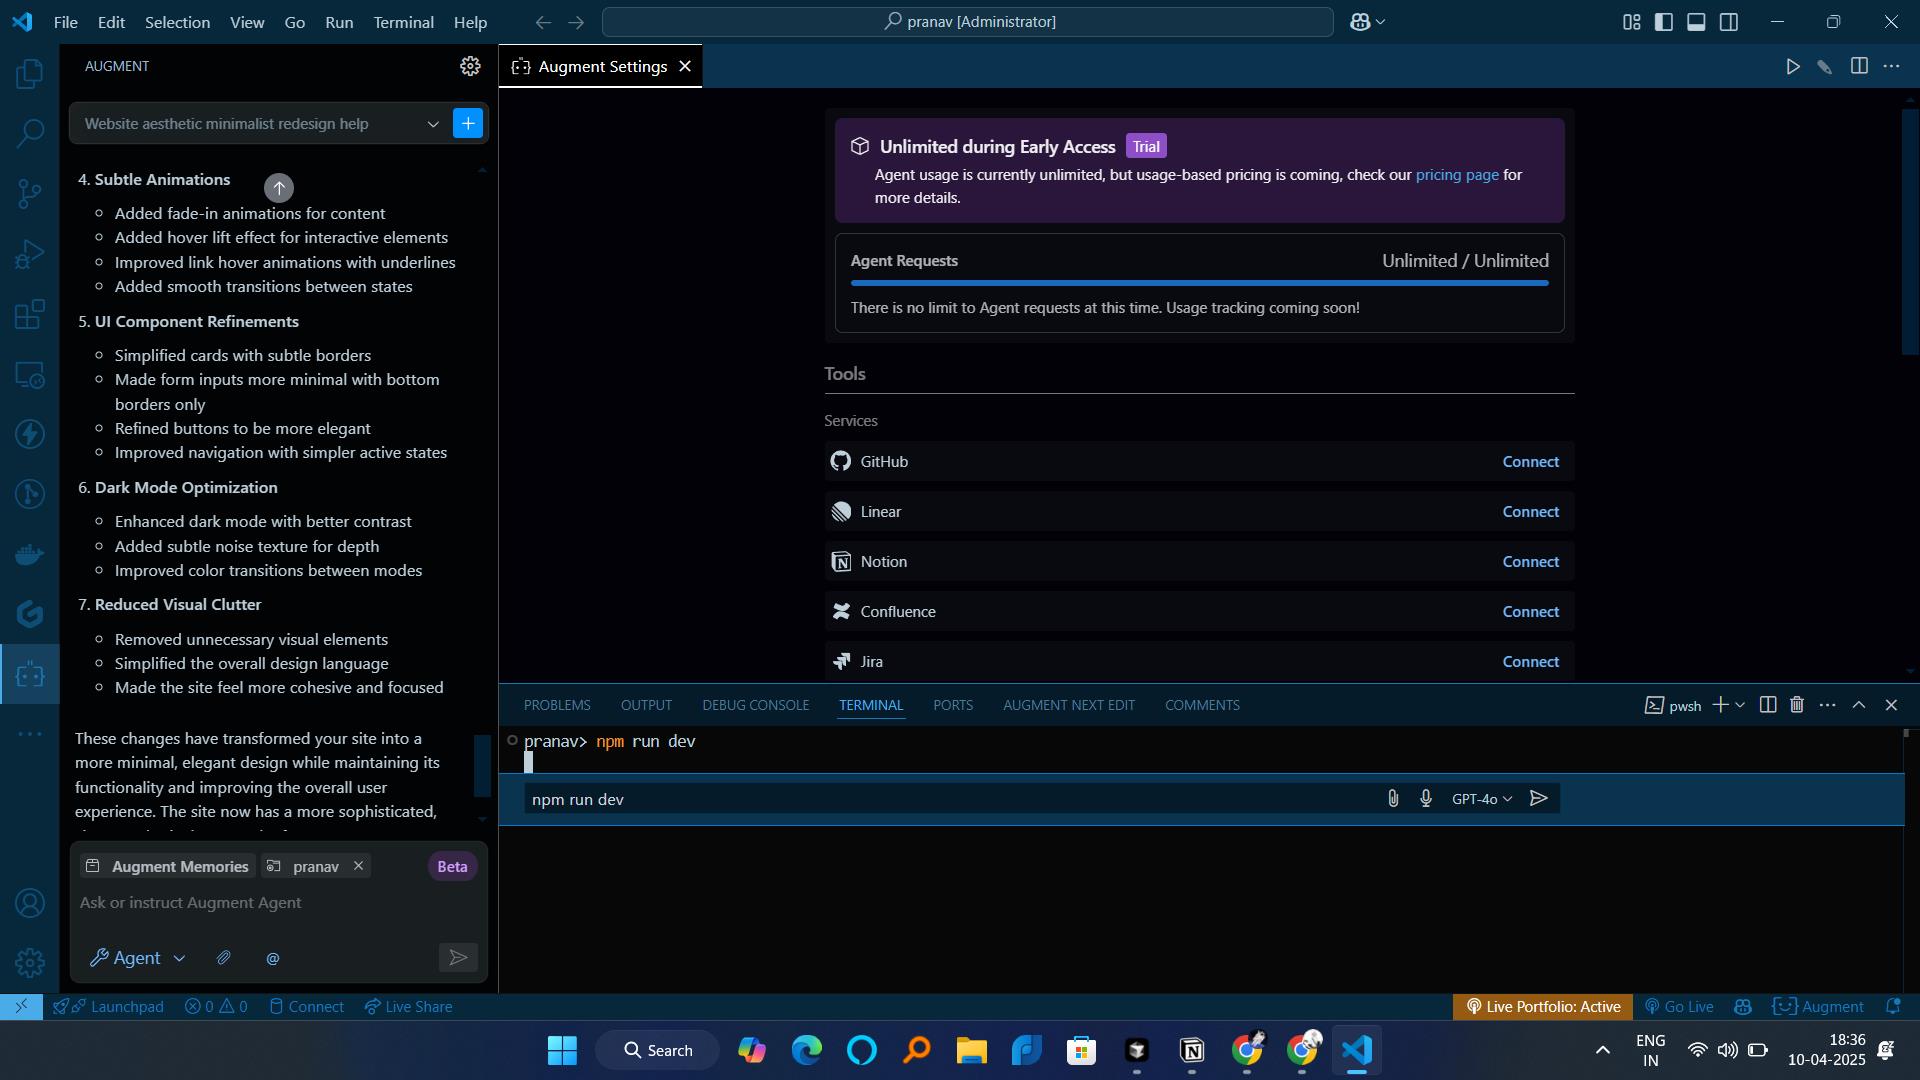 File Edit Selection View Go Run Terminal Help
pranav [Administrator]
AUGMENT
Website aesthetic minimalist redesign help
4. Subtle Animations
Added fade-in animations for content
Added hover lift effect for interactive elements
Improved link hover animations with underlines
Added smooth transitions between states
5. UI Component Refinements
Simplified cards with subtle borders
Made form inputs more minimal with bottom
borders only
Refined buttons to be more elegant
Improved navigation with simpler active states
6. Dark Mode Optimization
Enhanced dark mode with better contrast
Added subtle noise texture for depth
Improved color transitions between modes
7. Reduced Visual Clutter
Removed unnecessary visual elements
Simplified the overall design language
Made the site feel more cohesive and focused
These changes have transformed your site into a
more minimal, elegant design while maintaining its
functionality and improving the overall user
experience. The site now has a more sophisticated,
Augment Memories pranav Beta
Ask or instruct Augment Agent
Agent @
Augment Settings
Unlimited during Early Access Trial
Agent usage is currently unlimited, but usage-based pricing is coming, check our pricing page for
more details.
Agent Requests Unlimited / Unlimited
There is no limit to Agent requests at this time. Usage tracking coming soon!
Tools
Services
GitHub Connect
Linear Connect
Notion Connect
Confluence Connect
Jira Connect
PROBLEMS OUTPUT DEBUG CONSOLE TERMINAL PORTS AUGMENT NEXT EDIT COMMENTS pwsh
pranav> npm run dev
npm run dev GPT-4o
Launchpad 0 0 Connect Live Share Live Portfolio: Active Go Live Augment
Search
ENG
IN
18:36
10-04-2025